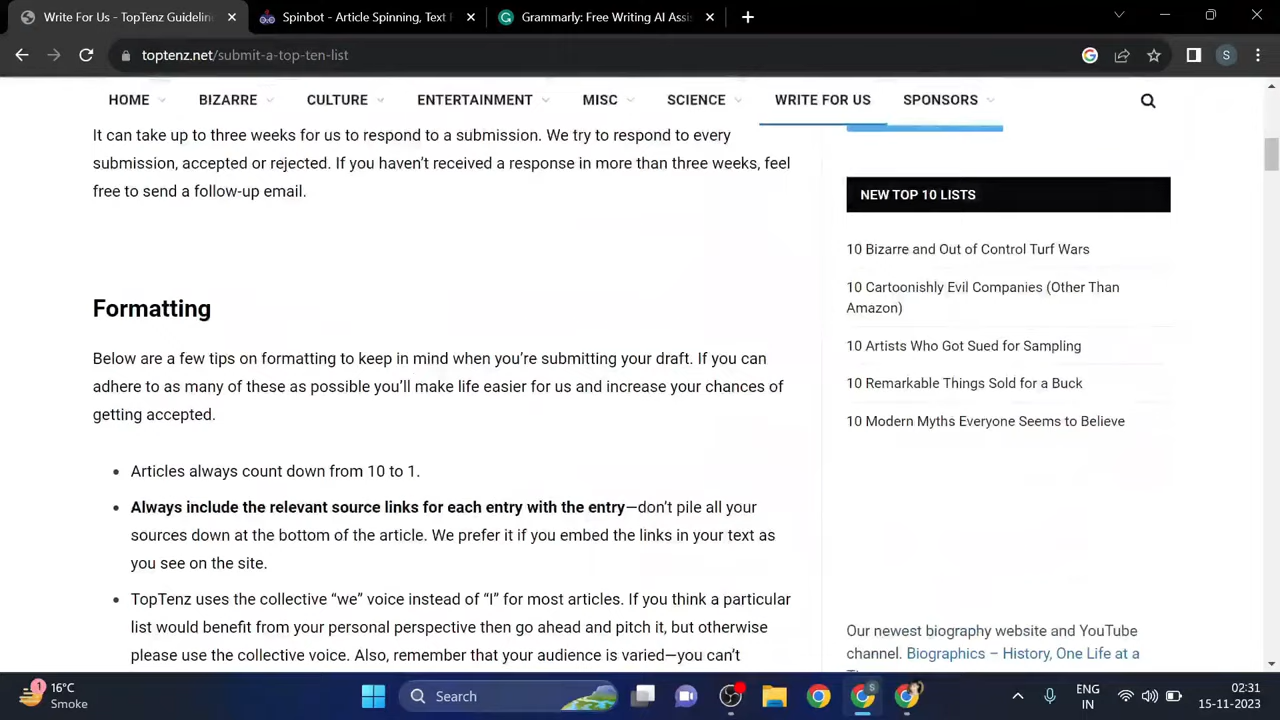 Write For Us - TopTenz Guidelin
Spinbot - Article Spinning, Text
Grammarly: Free Writing AI Assi
toptenz.net/submit-a-top-ten-list
S
HOME BIZARRE CULTURE ENTERTAINMENT MISC SCIENCE WRITE FOR US SPONSORS
It can take up to three weeks for us to respond to a submission. We try to respond to every
submission, accepted or rejected. If you haven’t received a response in more than three weeks, feel
free to send a follow-up email.
Formatting
Below are a few tips on formatting to keep in mind when you’re submitting your draft. If you can
adhere to as many of these as possible you’ll make life easier for us and increase your chances of
getting accepted.
Articles always count down from 10 to 1.
Always include the relevant source links for each entry with the entry—don’t pile all your
sources down at the bottom of the article. We prefer it if you embed the links in your text as
you see on the site.
TopTenz uses the collective “we” voice instead of “I” for most articles. If you think a particular
list would benefit from your personal perspective then go ahead and pitch it, but otherwise
please use the collective voice. Also, remember that your audience is varied—you can’t
NEW TOP 10 LISTS
10 Bizarre and Out of Control Turf Wars
10 Cartoonishly Evil Companies (Other Than
Amazon)
10 Artists Who Got Sued for Sampling
10 Remarkable Things Sold for a Buck
10 Modern Myths Everyone Seems to Believe
Our newest biography website and YouTube
channel. Biographics – History, One Life at a
1
16°C
Smoke
Search
S
ENG
IN
02:31
15-11-2023